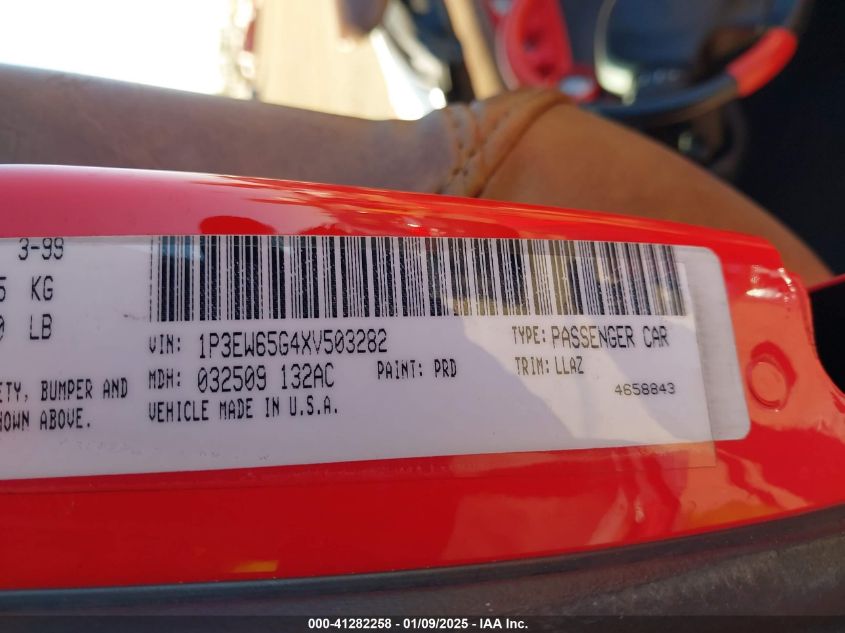 3-99
5 KG
0 LB
VIN: 1P3EW65G4XV503282
TYPE: PASSENGER CAR
MDH: 032509 132AC
PAINT: PRD
TRIM: LLAZ
ETY, BUMPER AND
4658843
HOWN ABOVE.
VEHICLE MADE IN U.S.A.
000-41282258 - 01/09/2025 - IAA Inc.